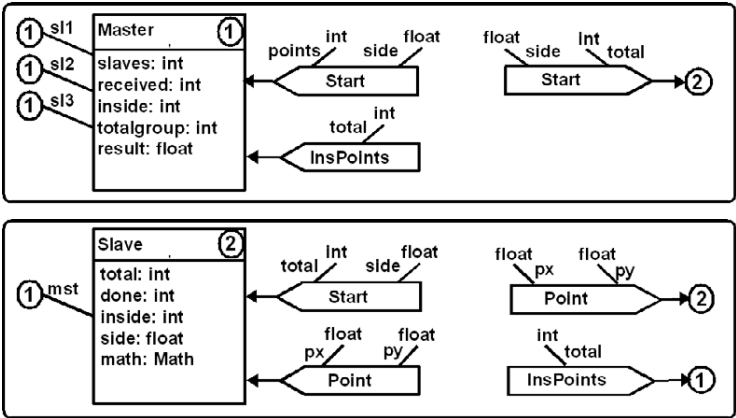 1 sl1 Master 1
1 sl2 slaves: int
1 sl3 received: int
inside: int
totalgroup: int
result: float
points int side float
Start
total int
InsPoints
float side int total
Start 2
Slave 2
1 mst total: int
done: int
inside: int
side: float
math: Math
total int side float
Start
px float py float
Point
float px float py
Point 2
int total
InsPoints 1